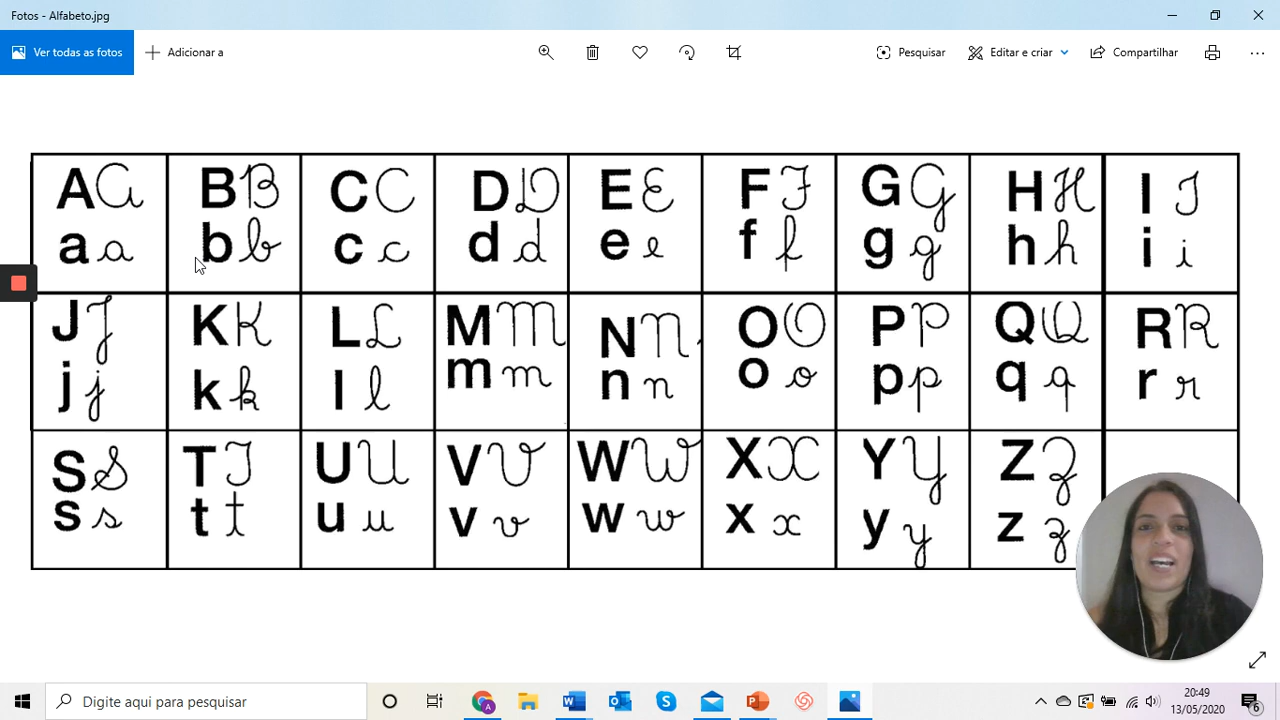 Fotos - Alfabeto.jpg
Ver todas as fotos
Adicionar a
Pesquisar
Editar e criar
Compartilhar
A A B B C C D D E E F F G G H H I I
a a b b c c d d e e f f g g h h i i
J J K K L L M M N N O O P P Q Q R R
j j k k l l m m n n o o p p q q r r
S S T T U U V V W W X X Y Y Z Z
s s t t u u v v w w x x y y z z
Digite aqui para pesquisar
A
20:49
13/05/2020
6